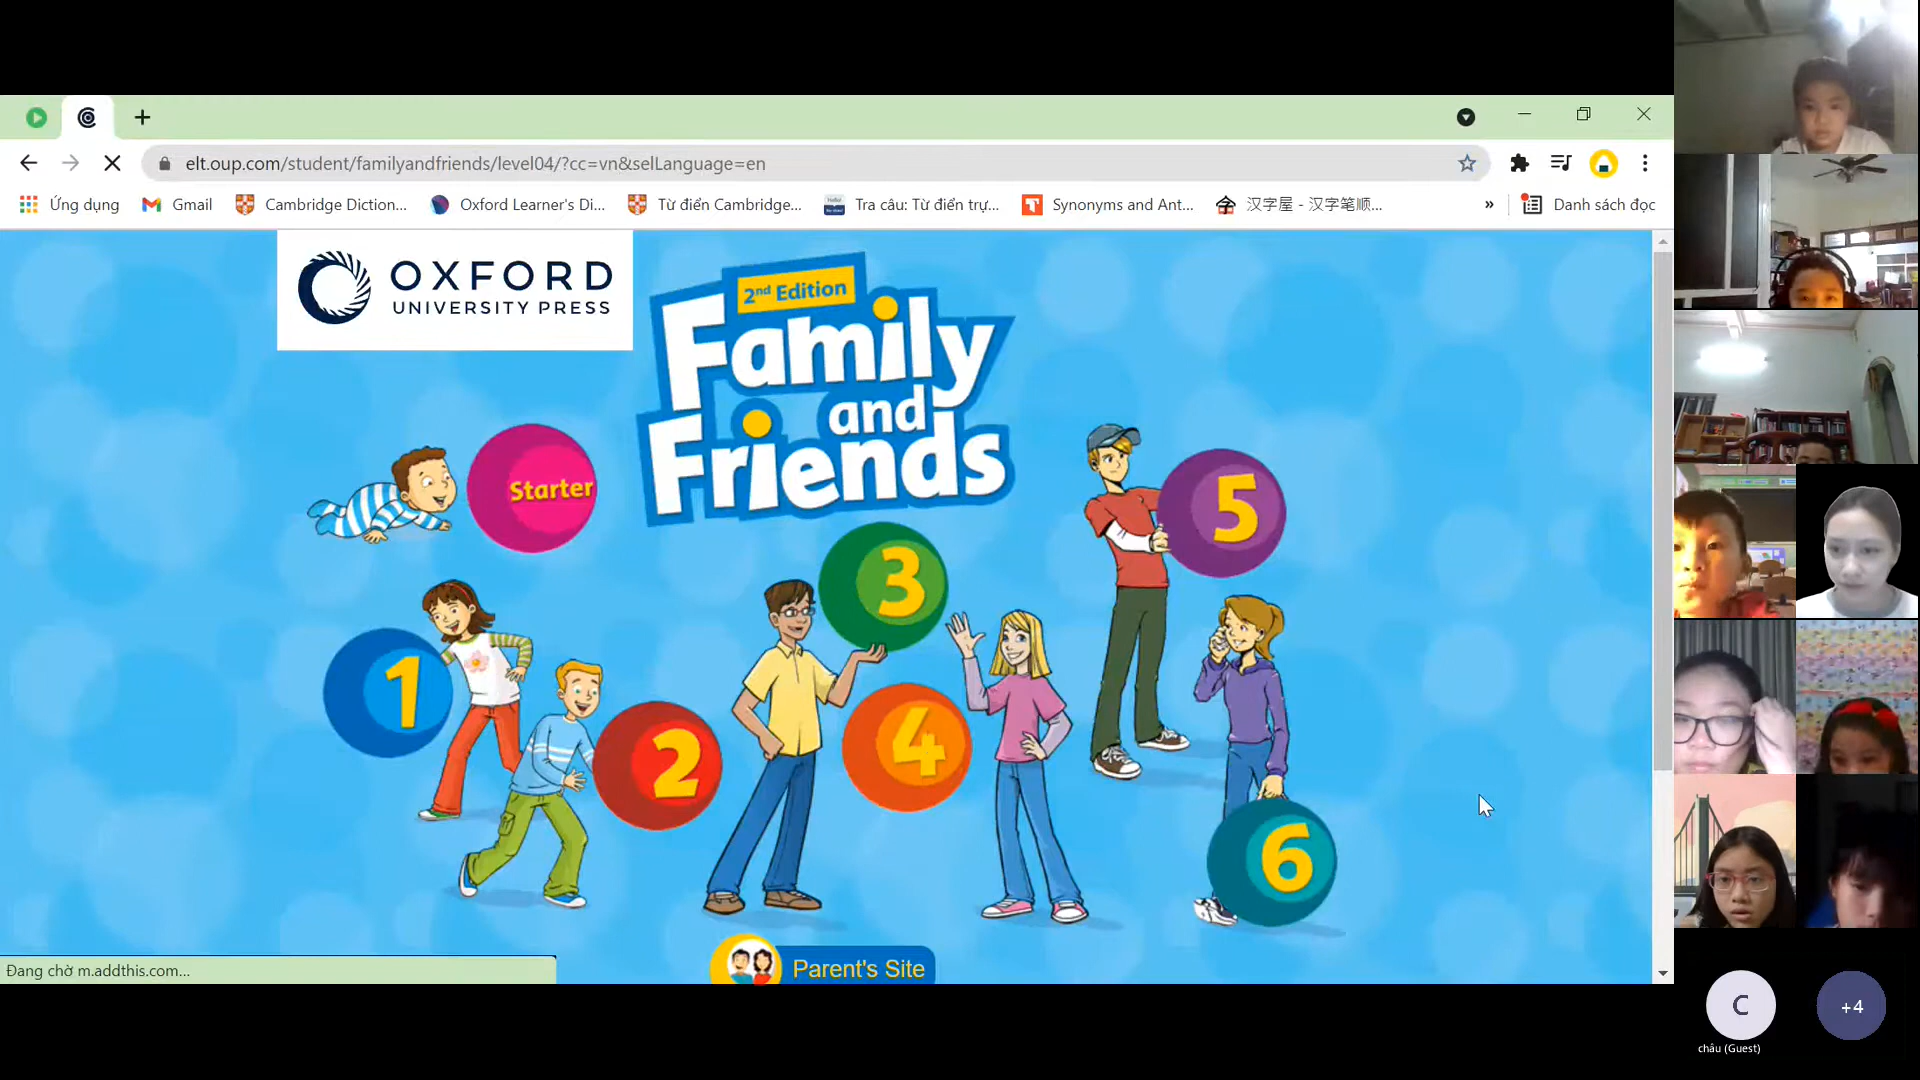 elt.oup.com/student/familyandfriends/level04/?cc=vn&selLanguage=en
Ứng dụng
Gmail
Cambridge Diction...
Oxford Learner's Di...
Từ điển Cambridge...
Tra câu: Từ điển trự...
Synonyms and Ant...
汉字屋 - 汉字笔顺...
»
Danh sách đọc
OXFORD
UNIVERSITY PRESS
2nd Edition
Family
and
Friends
Starter
1
2
3
4
5
6
Parent's Site
Đang chờ m.addthis.com...
C
+4
châu (Guest)